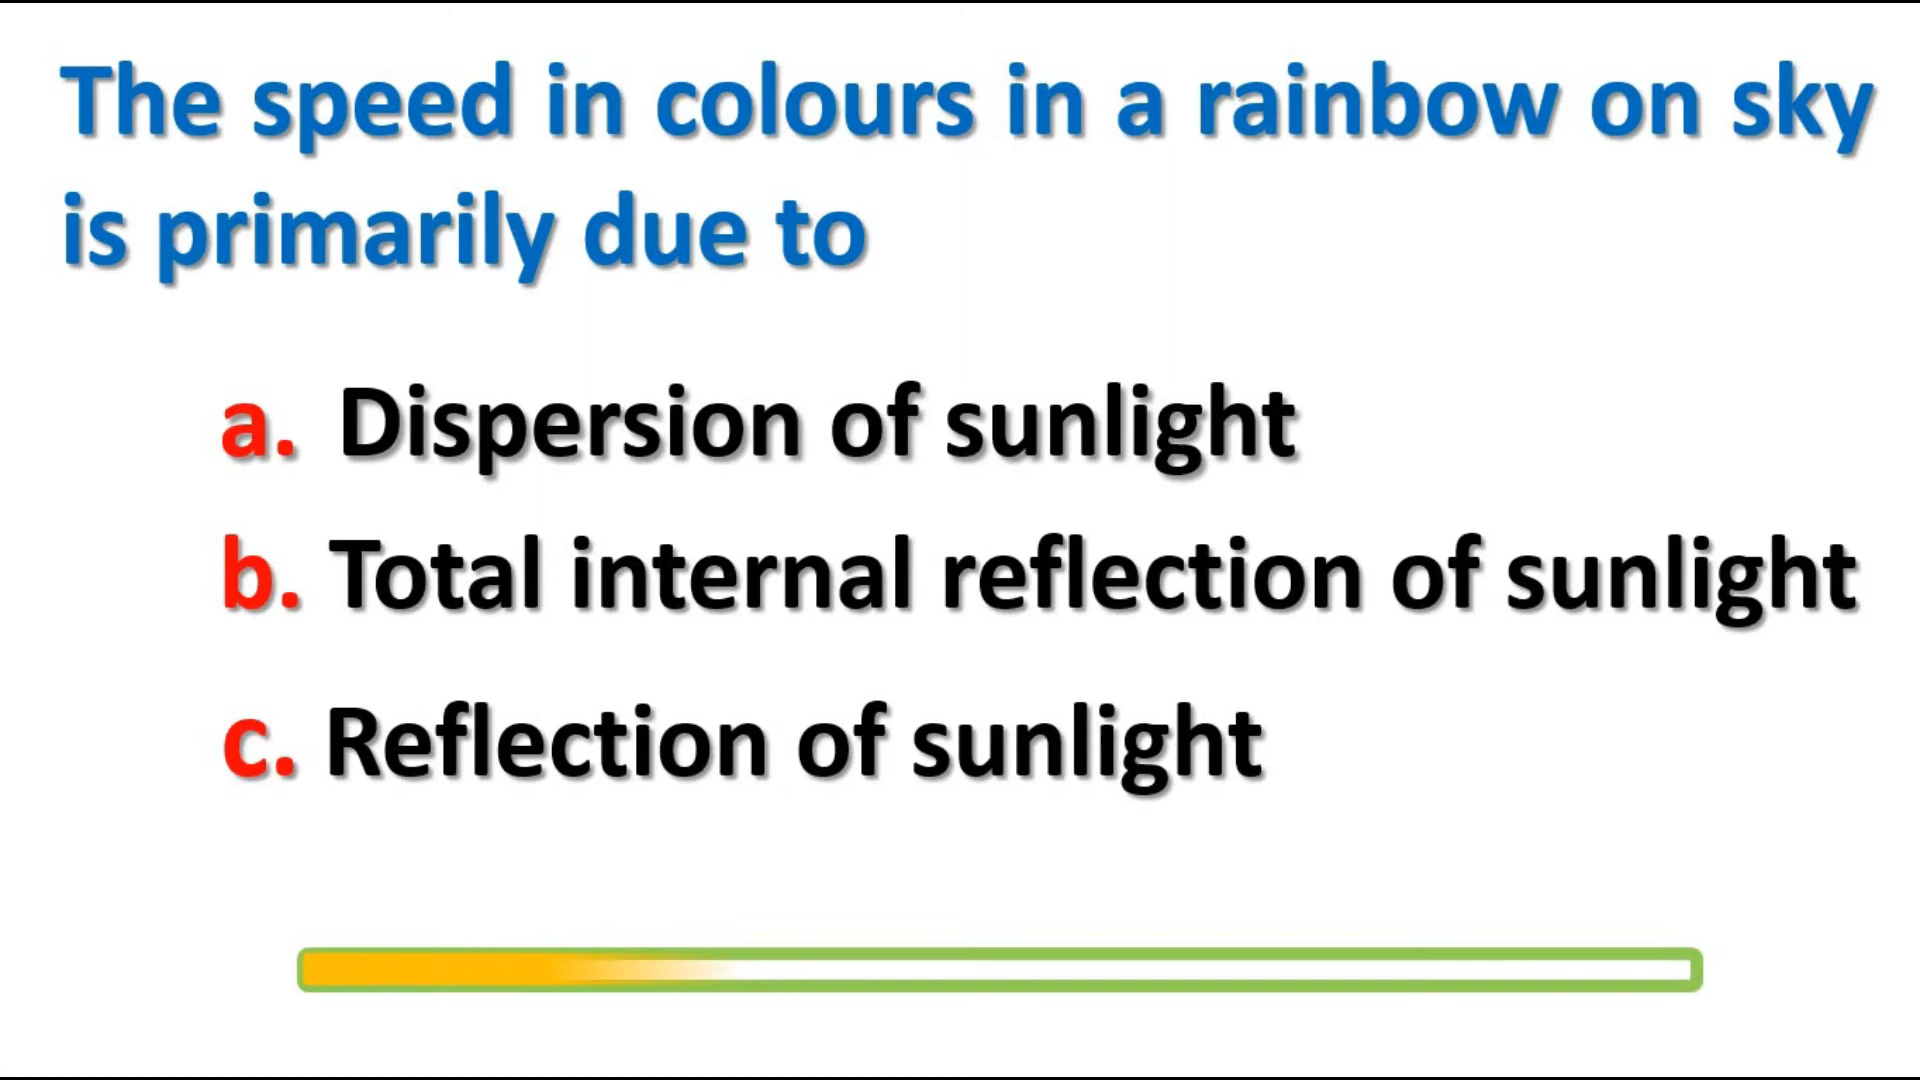 The speed in colours in a rainbow on sky
is primarily due to
a. Dispersion of sunlight
b. Total internal reflection of sunlight
c. Reflection of sunlight